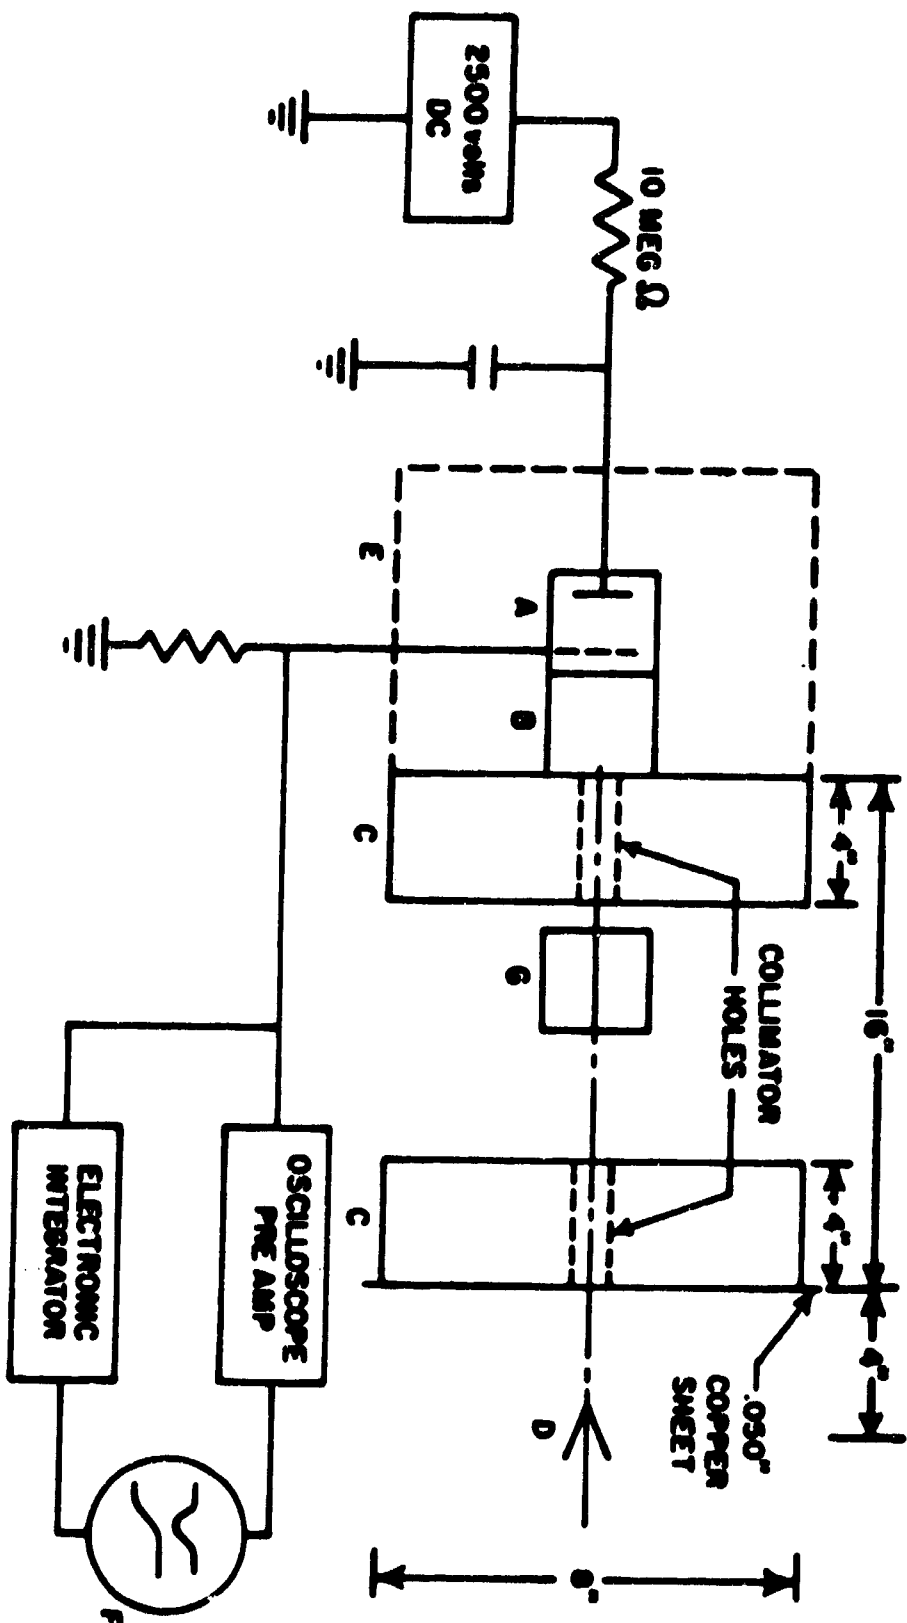 2500 volts
DC
10 MEG Ω
E
A
B
C
4"
16"
COLLIMATOR
HOLES
G
C
4"
4"
.050"
COPPER
SHEET
D
8"
OSCILLOSCOPE
PRE AMP
ELECTRONIC
INTEGRATOR
F